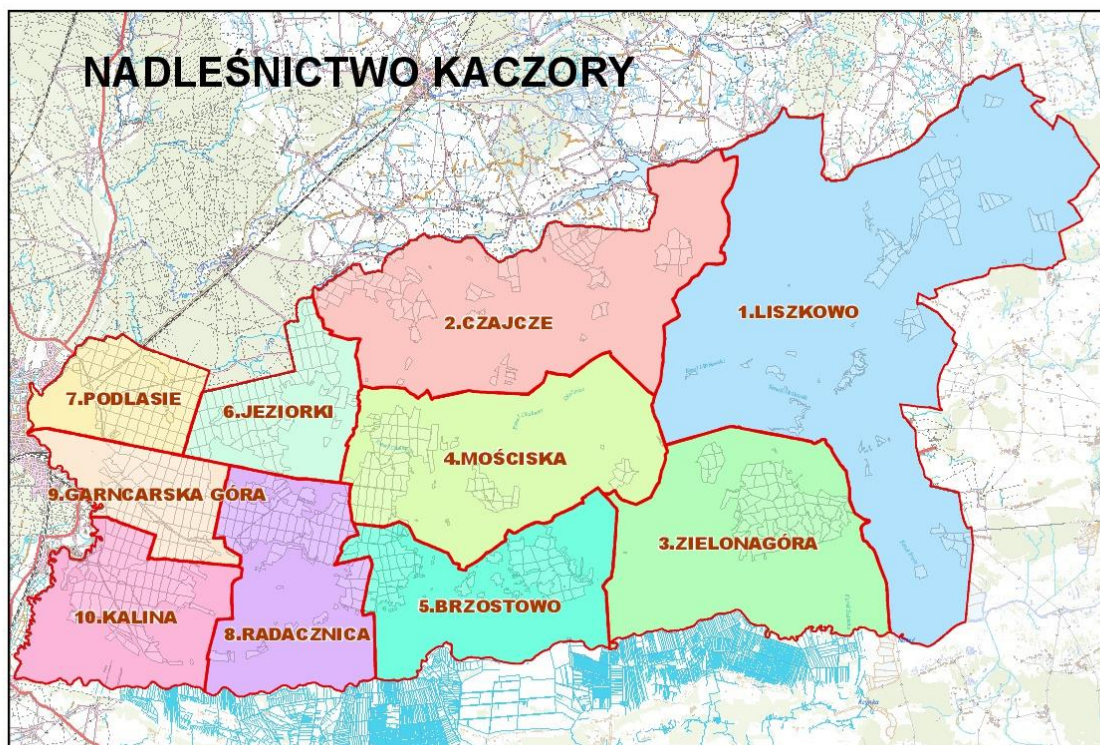 NADLEŚNICTWO KACZORY
1.LISZKOWO
2.CZAJCZE
7.PODLASIE
6.JEZIORKI
4.MOŚCISKA
9.GARNCARSKA GÓRA
3.ZIELONAGÓRA
5.BRZOSTOWO
10.KALINA
8.RADACZNICA